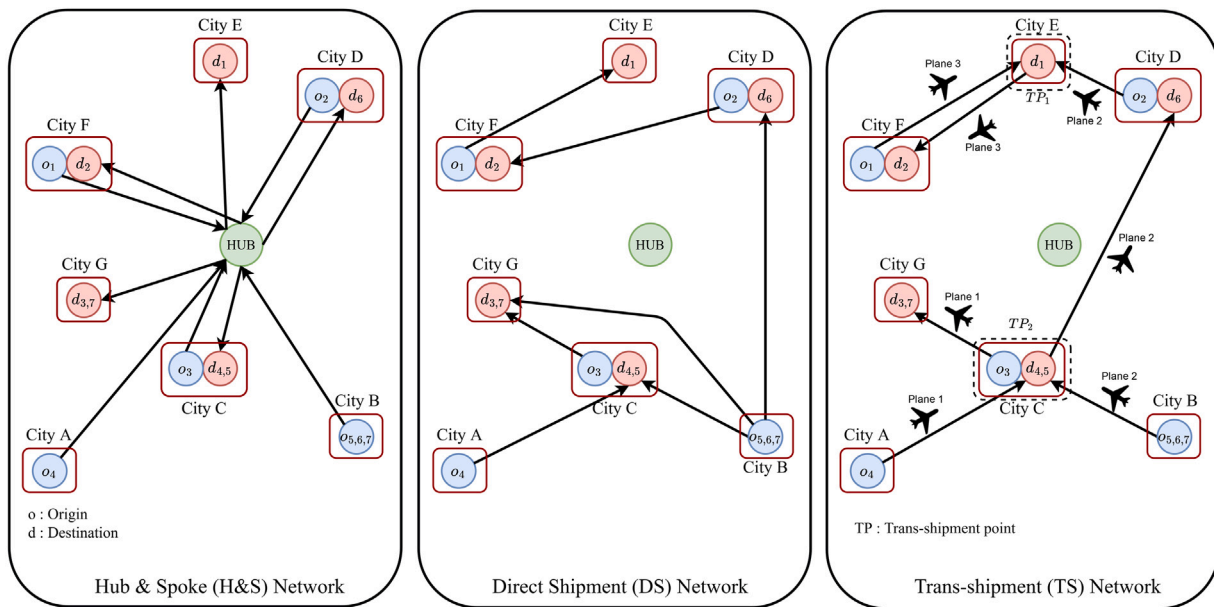 City E
d1
City D
o2 d6
City F
o1 d2
HUB
City G
d3,7
o3 d4,5
City C
City B
o5,6,7
City A
o4
o : Origin
d : Destination
Hub & Spoke (H&S) Network
City E
d1
City D
o2 d6
City F
o1 d2
HUB
City G
d3,7
o3 d4,5
City C
City A
o4
o5,6,7
City B
Direct Shipment (DS) Network
City E
d1
TP1
City D
o2 d6
Plane 3
Plane 2
City F
o1 d2
Plane 3
HUB
Plane 2
City G
d3,7
Plane 1
TP2
o3 d4,5
City C
Plane 2
City B
o5,6,7
Plane 1
City A
o4
TP : Trans-shipment point
Trans-shipment (TS) Network